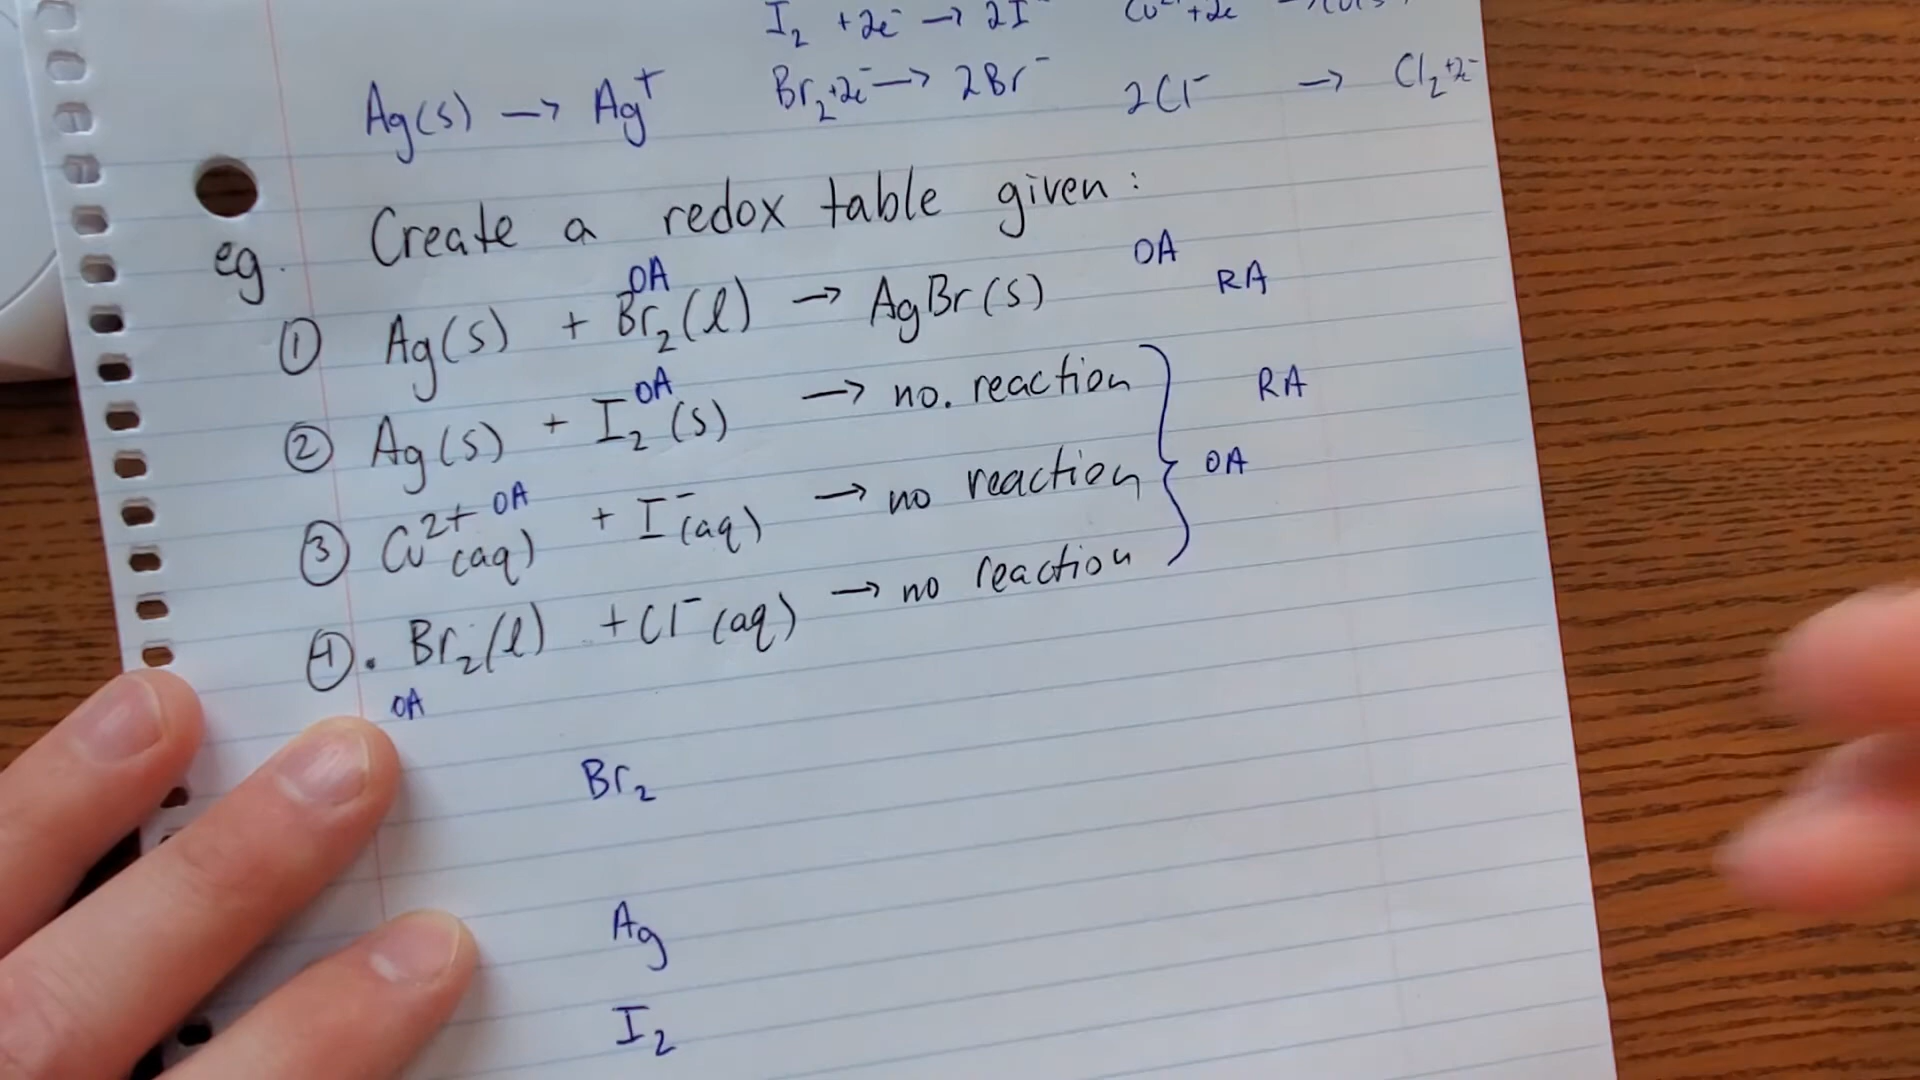 I₂ + 2e⁻ → 2I⁻ Cu²⁺ + 2e
Ag(s) → Ag⁺ Br₂ + 2e⁻ → 2Br⁻ 2Cl⁻ → Cl₂ + 2e⁻
eg. Create a redox table given:
① Ag(s) + Br₂(l) → AgBr(s)
OA
OA
RA
② Ag(s) + I₂(s) → no. reaction
OA
RA
③ Cu²⁺(aq) + I⁻(aq) → no reaction
OA
OA
④. Br₂(l) + Cl⁻(aq) → no reaction
OA
Br₂
Ag
I₂